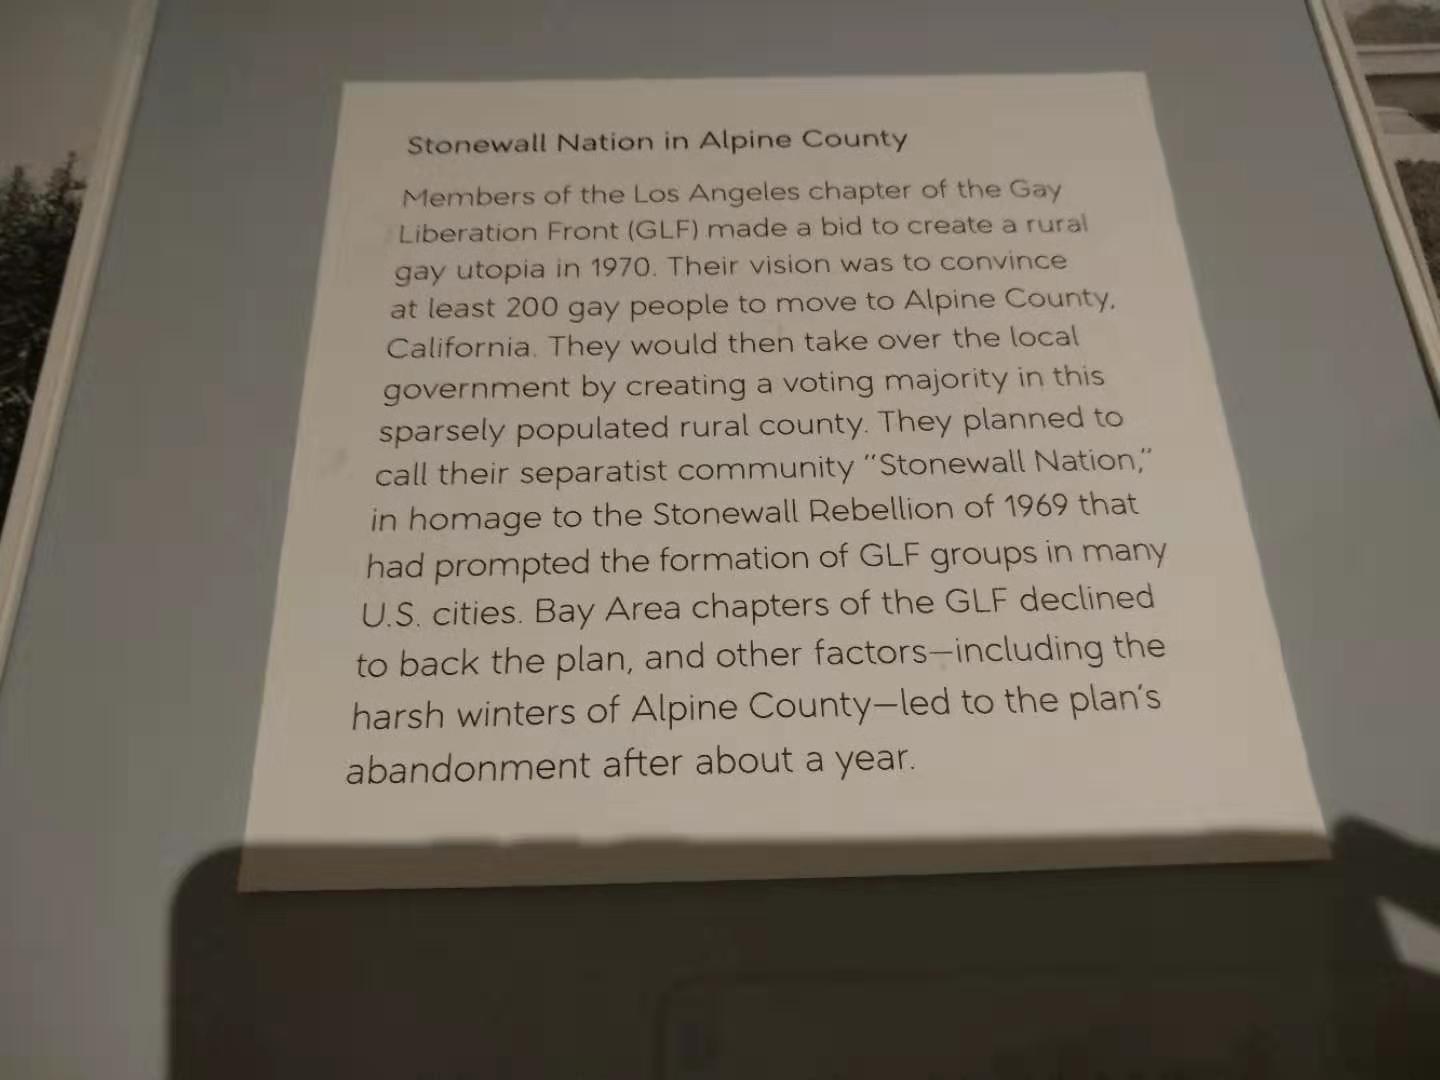 Stonewall Nation in Alpine County
Members of the Los Angeles chapter of the Gay
Liberation Front (GLF) made a bid to create a rural
gay utopia in 1970. Their vision was to convince
at least 200 gay people to move to Alpine County,
California. They would then take over the local
government by creating a voting majority in this
sparsely populated rural county. They planned to
call their separatist community “Stonewall Nation,”
in homage to the Stonewall Rebellion of 1969 that
had prompted the formation of GLF groups in many
U.S. cities. Bay Area chapters of the GLF declined
to back the plan, and other factors—including the
harsh winters of Alpine County—led to the plan’s
abandonment after about a year.